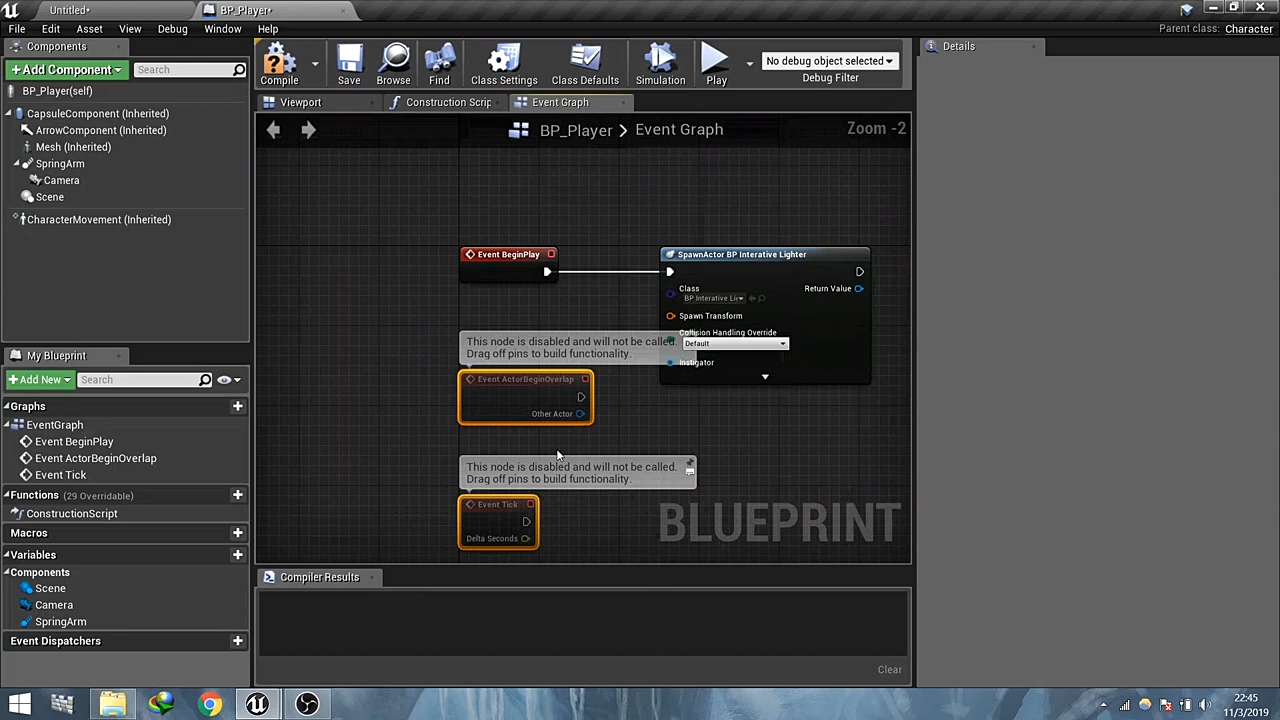 Untitled*
BP_Player*
File Edit Asset View Debug Window Help
Parent class: Character
Components
+Add Component
Search
BP_Player(self)
CapsuleComponent (Inherited)
ArrowComponent (Inherited)
Mesh (Inherited)
SpringArm
Camera
Scene
CharacterMovement (Inherited)
Compile
Save
Browse
Find
Class Settings
Class Defaults
Simulation
Play
No debug object selected
Debug Filter
Viewport
Construction Scrip
Event Graph
BP_Player > Event Graph
Zoom -2
Event BeginPlay
SpawnActor BP Interative Lighter
Class
BP Interative Li
Return Value
Spawn Transform
Collision Handling Override
Default
Instigator
This node is disabled and will not be called.
Drag off pins to build functionality.
Event ActorBeginOverlap
Other Actor
This node is disabled and will not be called.
Drag off pins to build functionality.
Event Tick
Delta Seconds
BLUEPRINT
My Blueprint
+Add New
Search
Graphs
EventGraph
Event BeginPlay
Event ActorBeginOverlap
Event Tick
Functions (29 Overridable)
ConstructionScript
Macros
Variables
Components
Scene
Camera
SpringArm
Event Dispatchers
Compiler Results
Clear
Details
22:45
11/3/2019